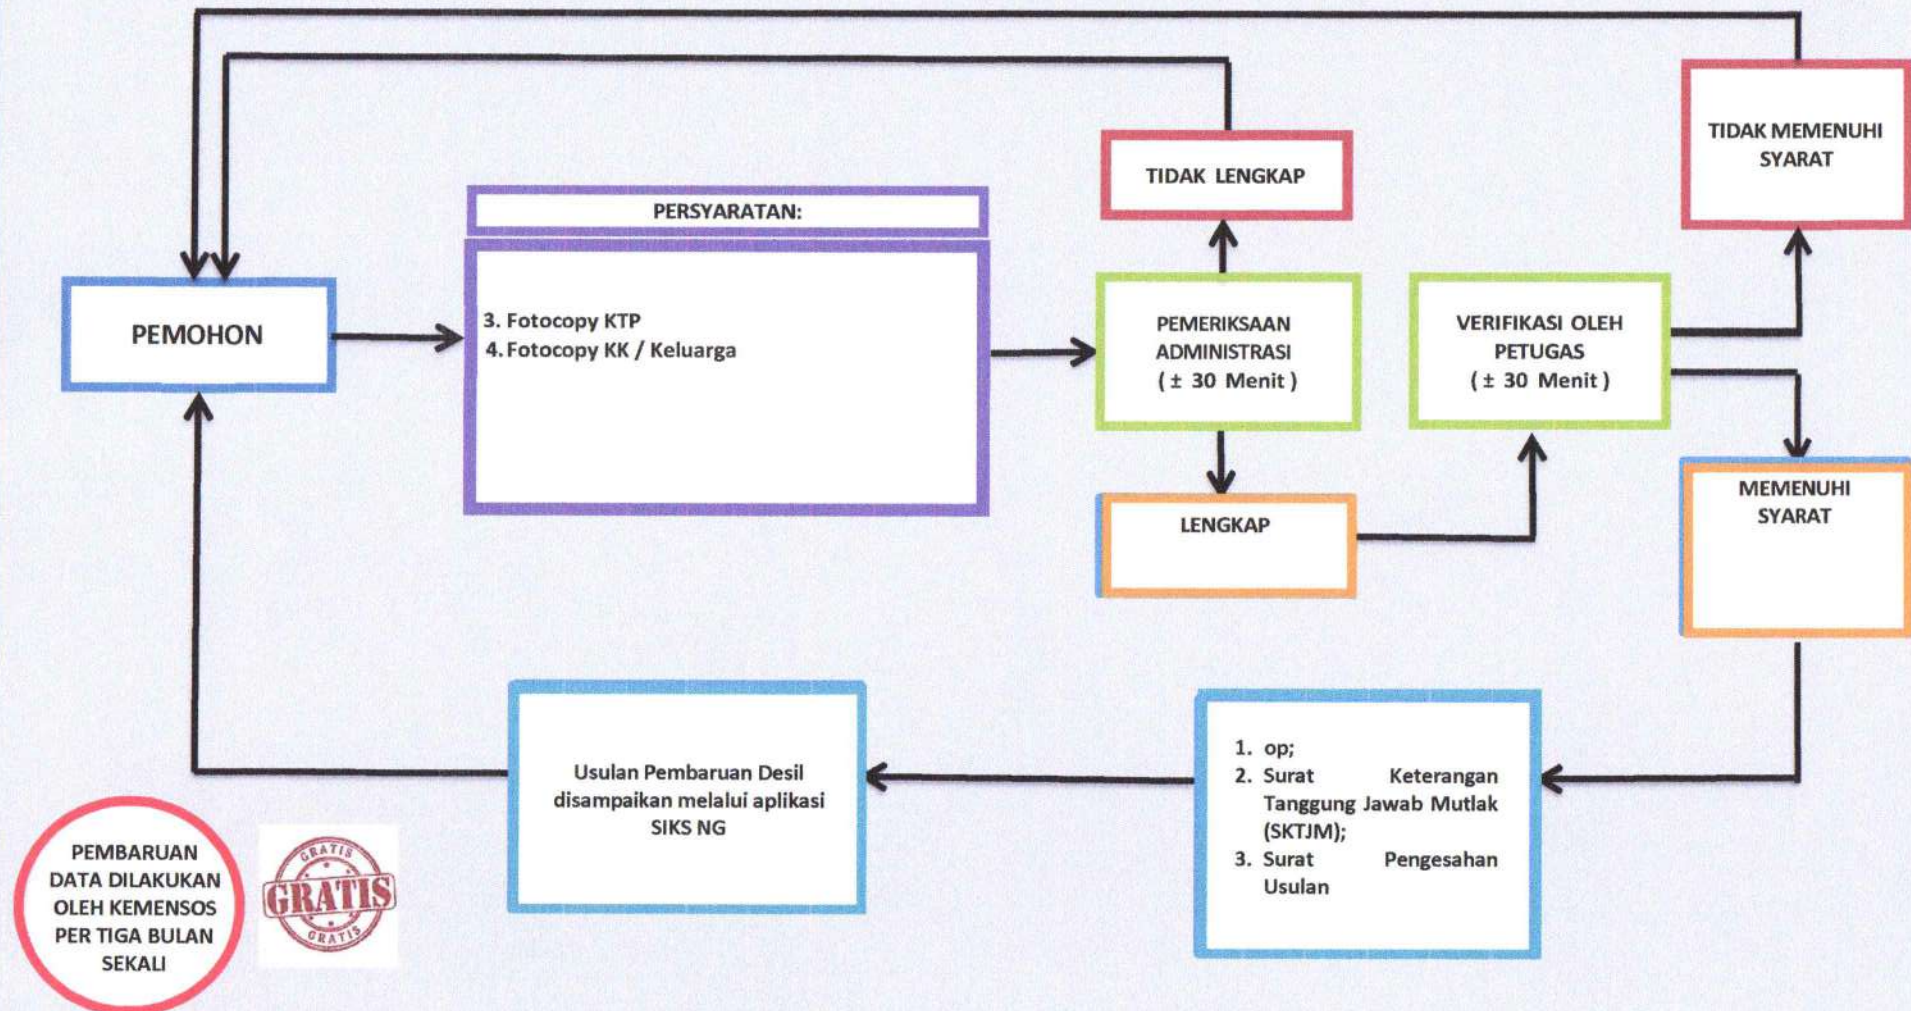 TIDAK MEMENUHI
SYARAT
TIDAK LENGKAP
PERSYARATAN:
3. Fotocopy KTP
4. Fotocopy KK / Keluarga
PEMOHON
PEMERIKSAAN
ADMINISTRASI
( ± 30 Menit )
VERIFIKASI OLEH
PETUGAS
( ± 30 Menit )
LENGKAP
MEMENUHI
SYARAT
Usulan Pembaruan Desil
disampaikan melalui aplikasi
SIKS NG
1. op;
2. Surat Keterangan
Tanggung Jawab Mutlak
(SKTJM);
3. Surat Pengesahan
Usulan
PEMBARUAN
DATA DILAKUKAN
OLEH KEMENSOS
PER TIGA BULAN
SEKALI
GRATIS
GRATIS
GRATIS